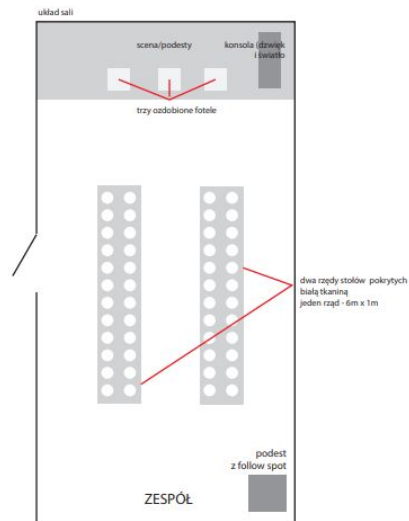 układ sali
scena/podesty
konsola (dzwięk
i światło
trzy ozdobione fotele
dwa rzędy stołów pokrytych
białą tkaniną
jeden rząd - 6m x 1m
podest
z follow spot
ZESPÓŁ